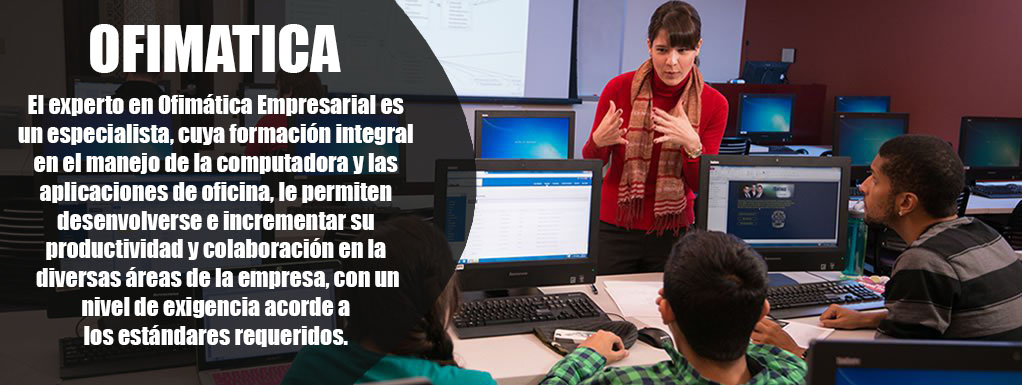 OFIMATICA
El experto en Ofimática Empresarial es
un especialista, cuya formación integral
en el manejo de la computadora y las
aplicaciones de oficina, le permiten
desenvolverse e incrementar su
productividad y colaboración en la
diversas áreas de la empresa, con un
nivel de exigencia acorde a
los estándares requeridos.